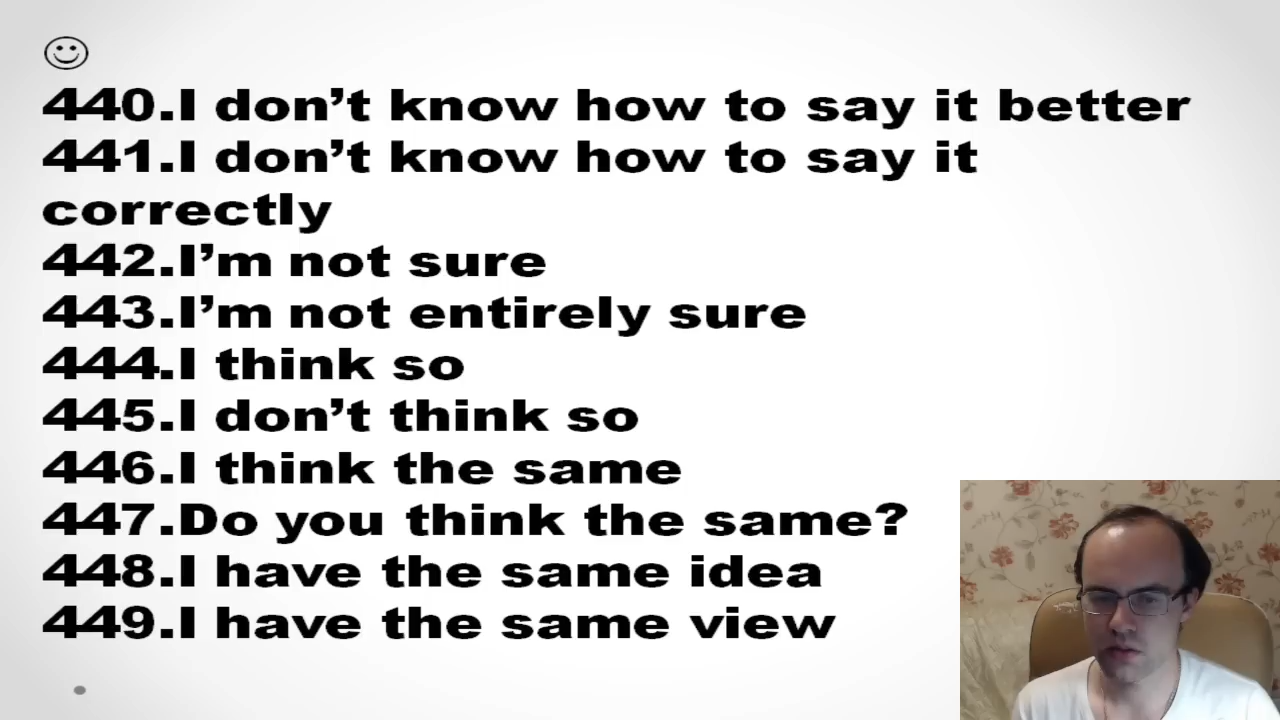 440.I don’t know how to say it better
441.I don’t know how to say it
correctly
442.I’m not sure
443.I’m not entirely sure
444.I think so
445.I don’t think so
446.I think the same
447.Do you think the same?
448.I have the same idea
449.I have the same view